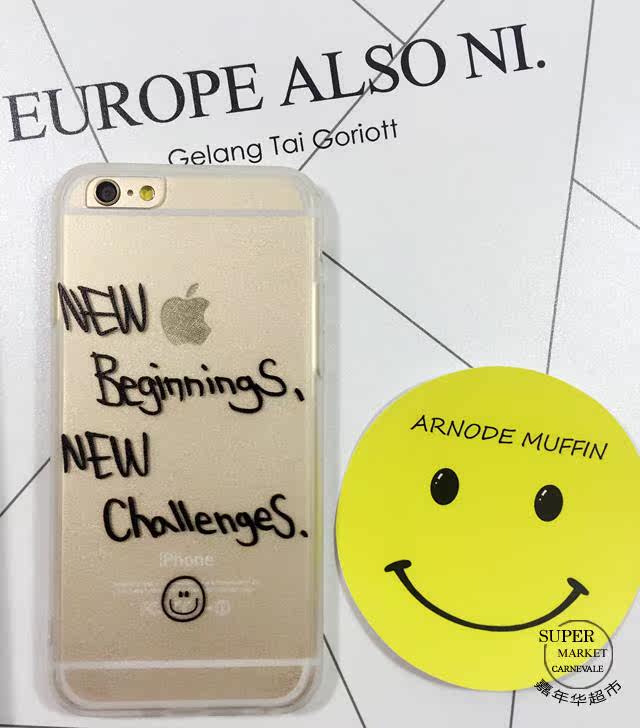 EUROPE ALSO NI.
Gelang Tai Goriott
NEW
Beginnings,
NEW
Challenges.
iPhone
ARNODE MUFFIN
SUPER
MARKET
CARNEVALE
嘉年华超市